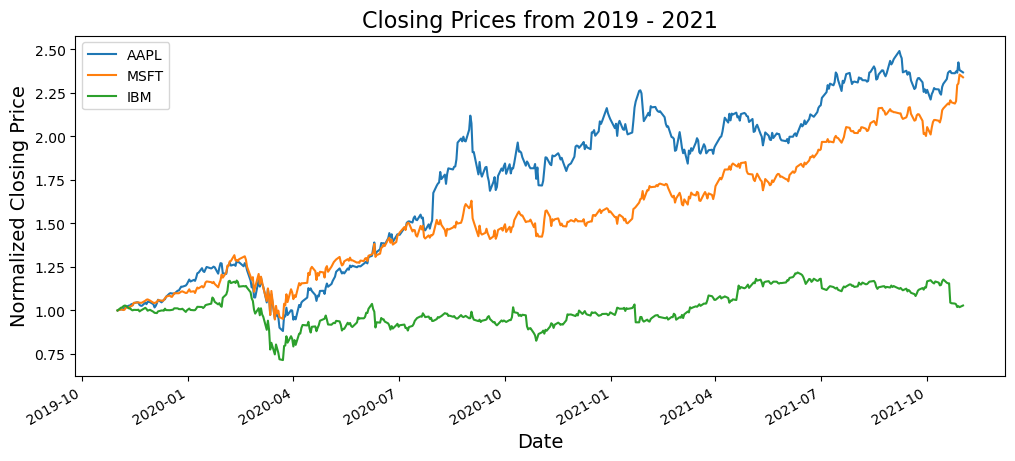 Closing Prices from 2019 - 2021
AAPL
MSFT
IBM
Normalized Closing Price
2.50
2.25
2.00
1.75
1.50
1.25
1.00
0.75
2019-10
2020-01
2020-04
2020-07
2020-10
2021-01
2021-04
2021-07
2021-10
Date